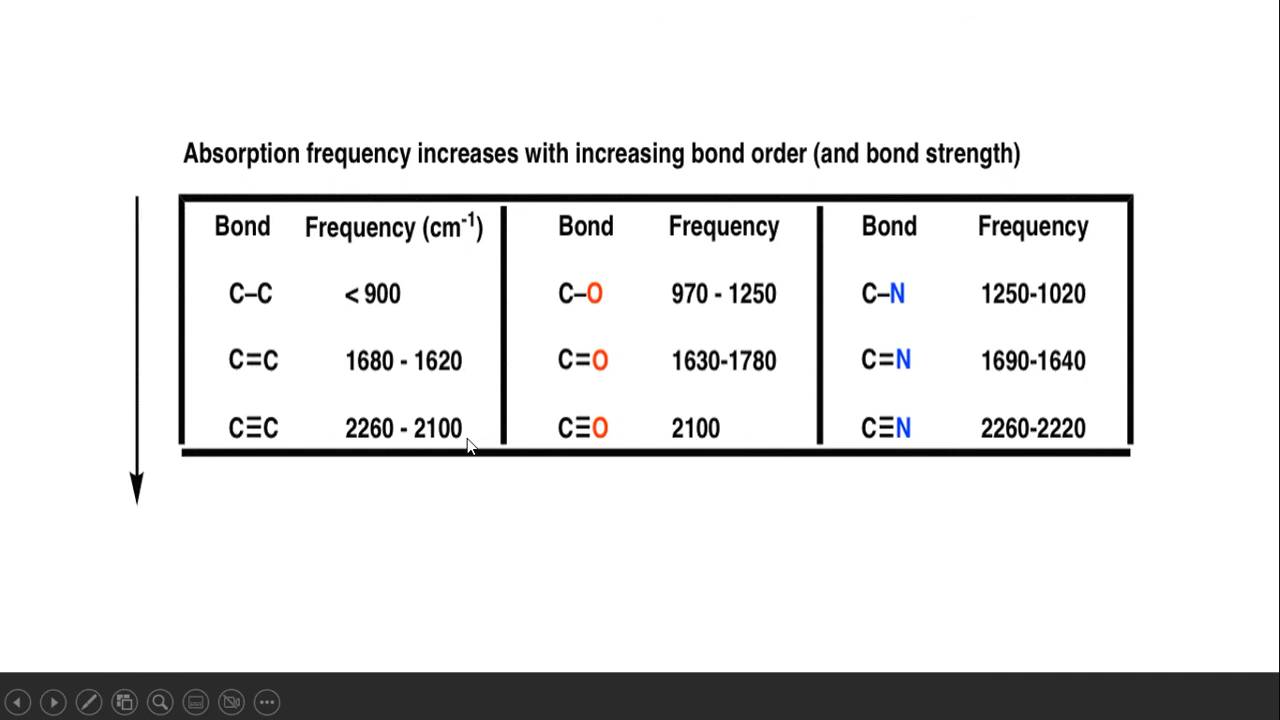 Absorption frequency increases with increasing bond order (and bond strength)
Bond Frequency (cm⁻¹) Bond Frequency Bond Frequency
C–C < 900 C–O 970 - 1250 C–N 1250-1020
C=C 1680 - 1620 C=O 1630-1780 C=N 1690-1640
C≡C 2260 - 2100 C≡O 2100 C≡N 2260-2220